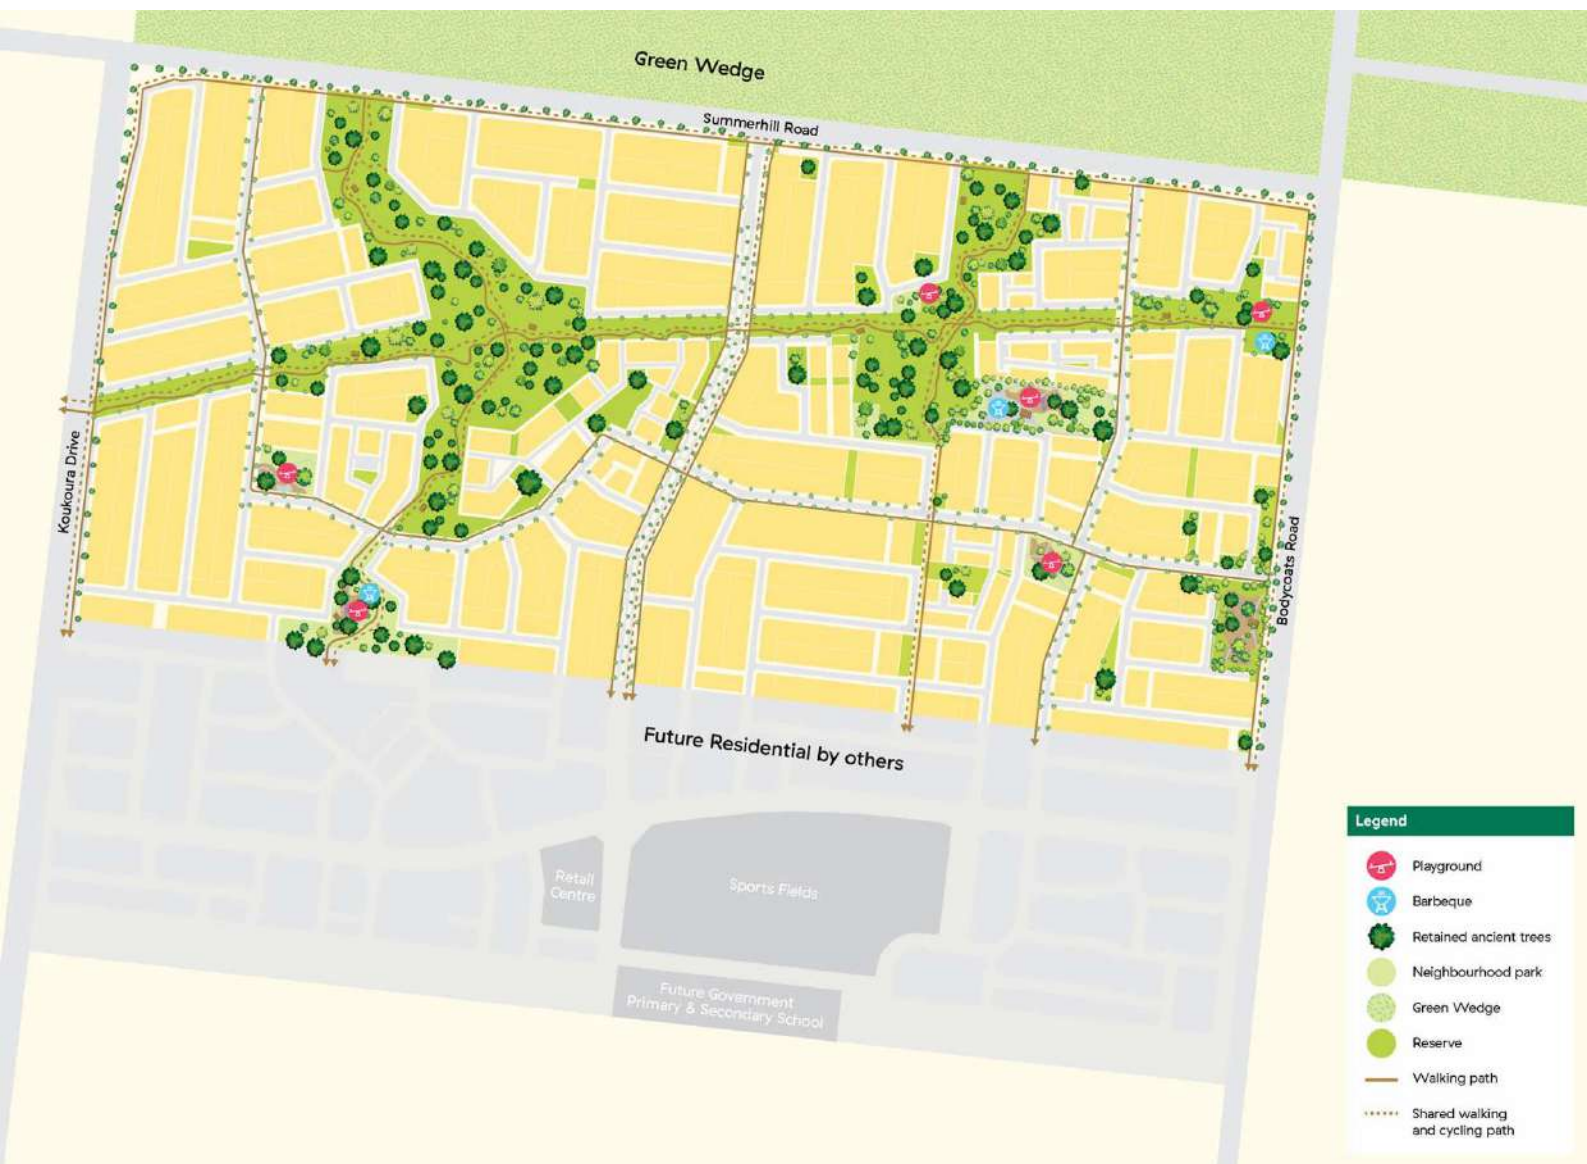 Green Wedge
Summerhill Road
Koukoura Drive
Bodycoats Road
Future Residential by others
Retail
Centre
Sports Fields
Future Government
Primary & Secondary School
Legend
Playground
Barbeque
Retained ancient trees
Neighbourhood park
Green Wedge
Reserve
Walking path
Shared walking
and cycling path